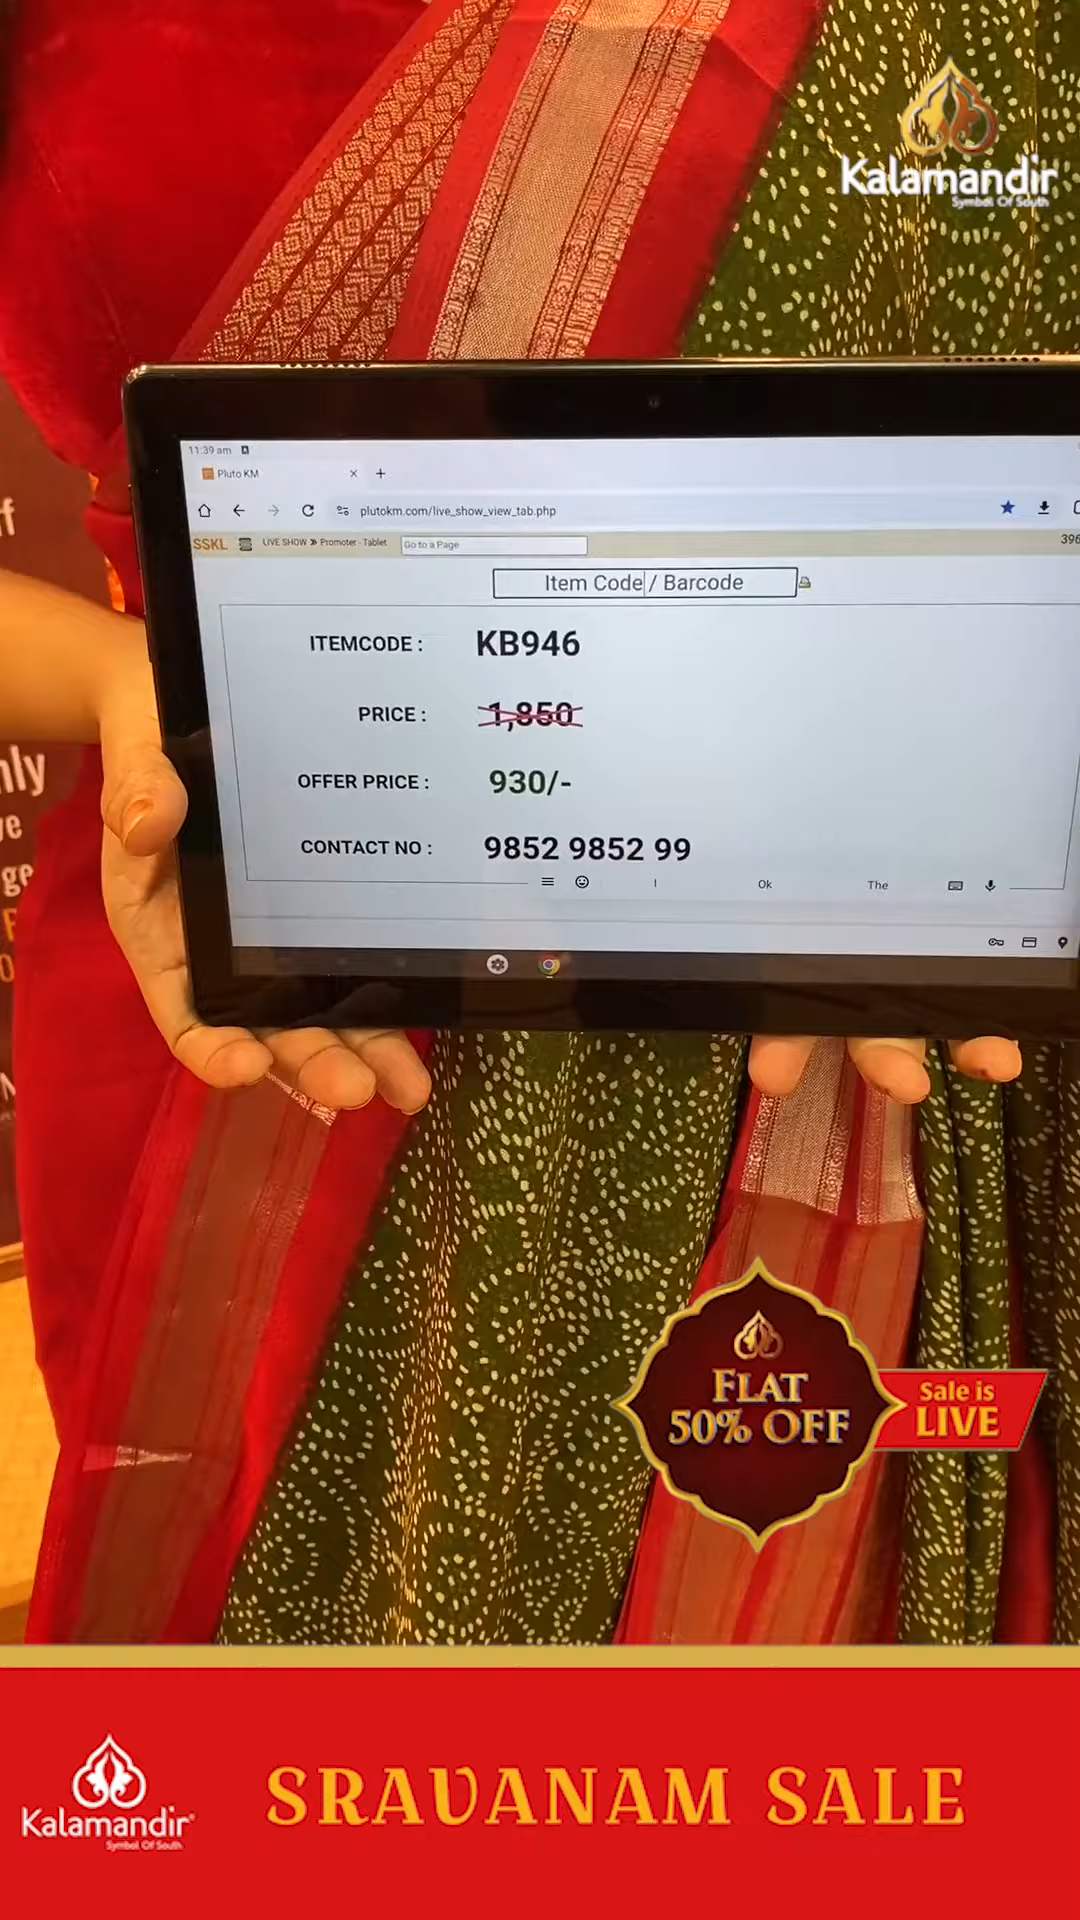 Kalamandir
Symbol Of South
11:39 am
Pluto KM
plutokm.com/live_show_view_tab.php
SSKL
LIVE SHOW » Promoter - Tablet
Go to a Page
396
Item Code / Barcode
ITEMCODE : KB946
PRICE : 1,850
OFFER PRICE : 930/-
CONTACT NO : 9852 9852 99
I Ok The
FLAT
50% OFF
Sale is
LIVE
Kalamandir
Symbol Of South
SRAVANAM SALE